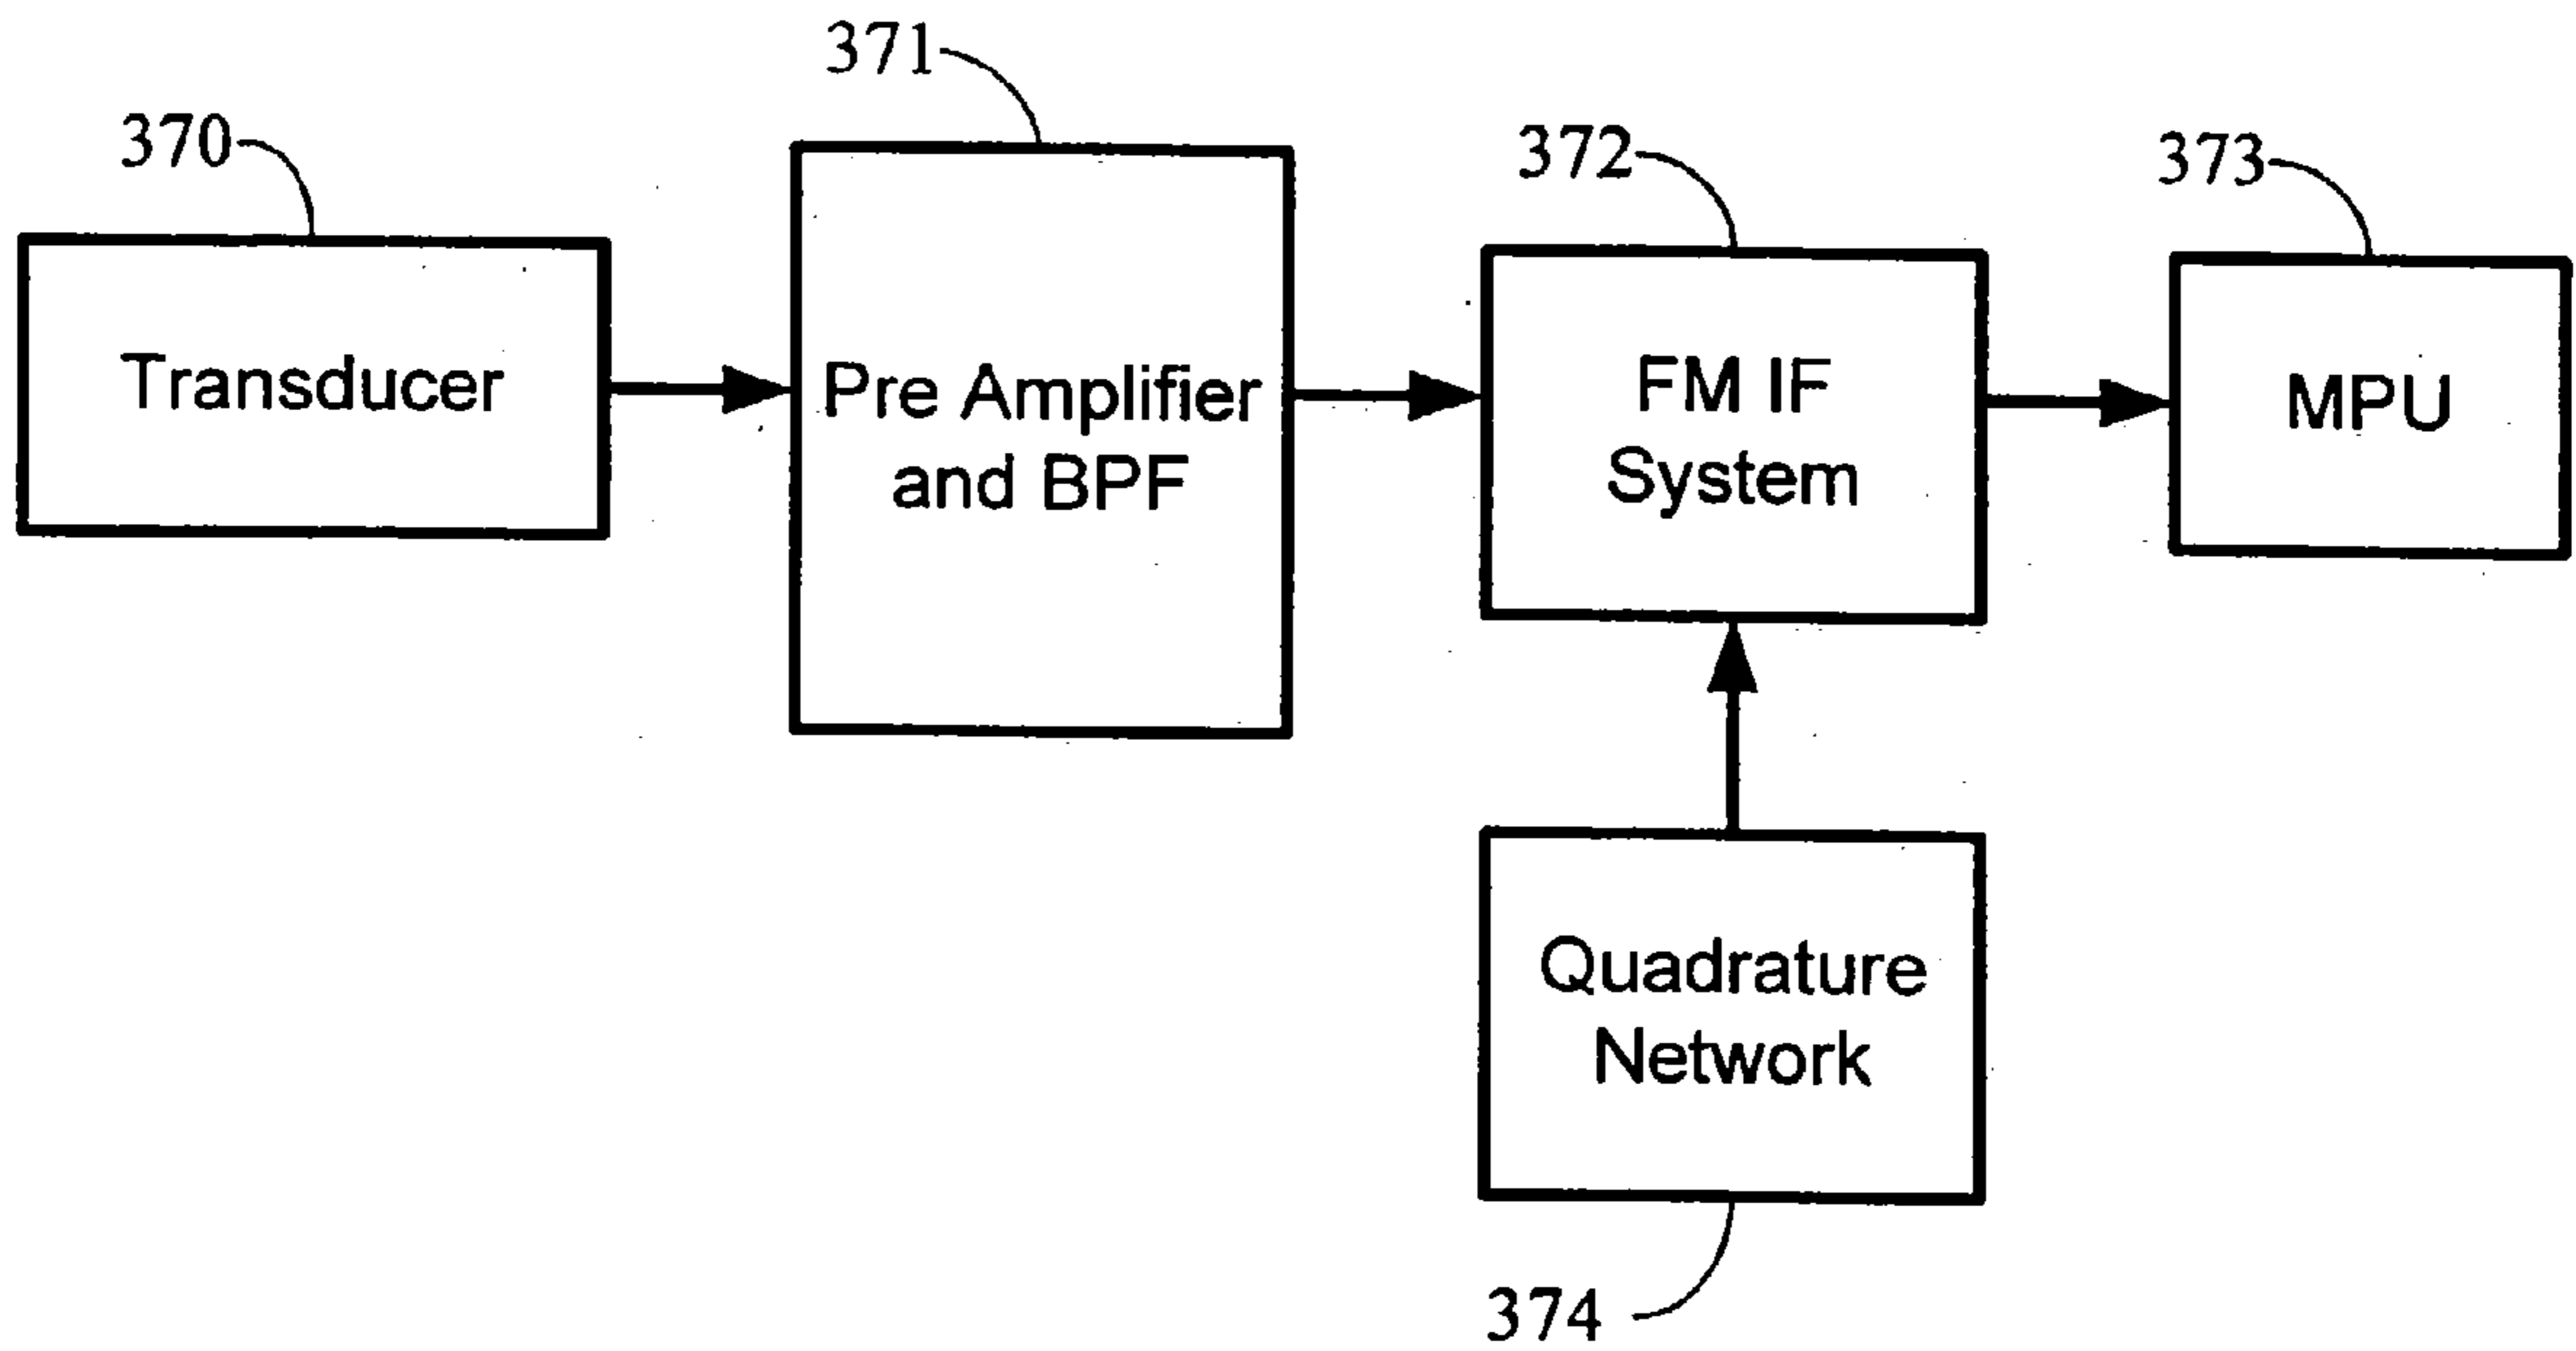 371
370
372
373
Transducer
Pre Amplifier
and BPF
FM IF
System
MPU
Quadrature
Network
374